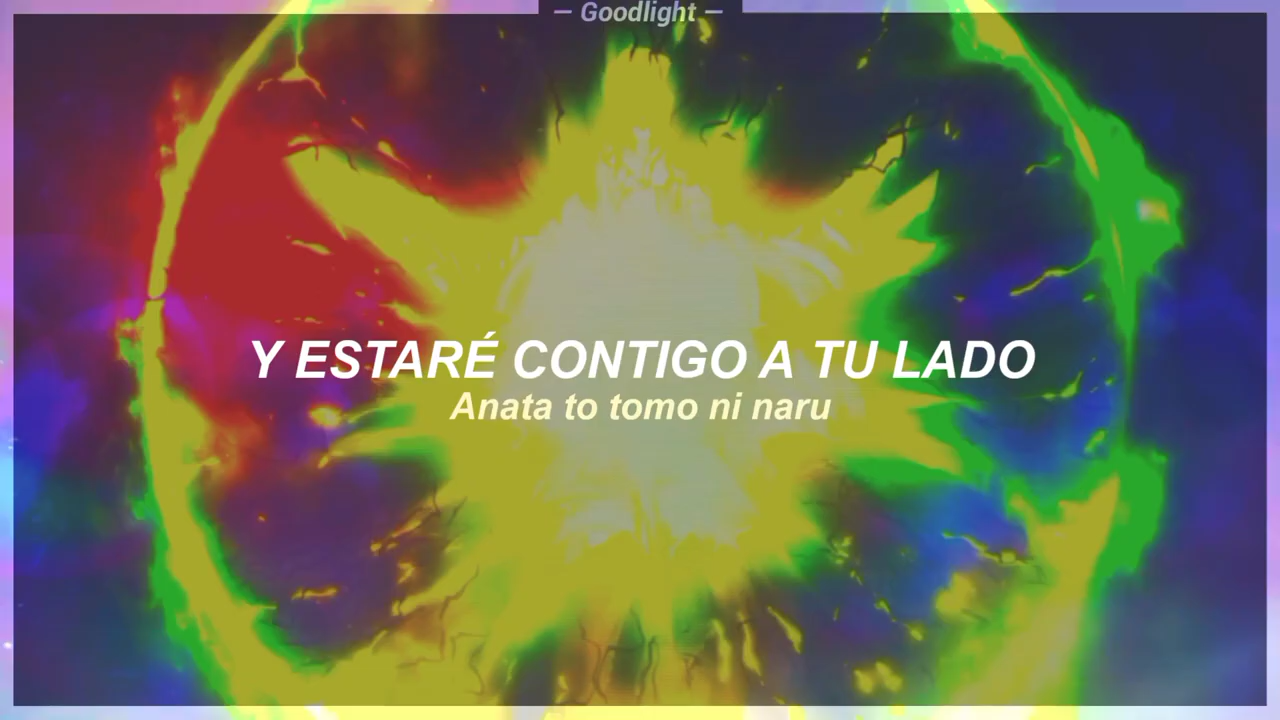 — Goodlight —
Y ESTARÉ CONTIGO A TU LADO
Anata to tomo ni naru